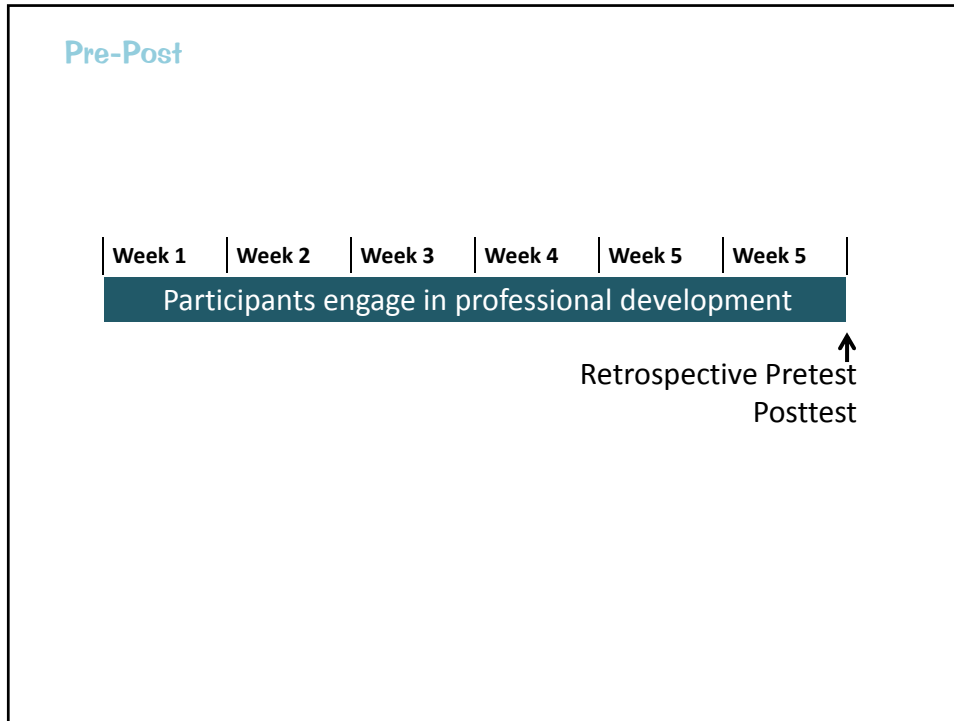 Pre-Post
Week 1 Week 2 Week 3 Week 4 Week 5 Week 5
Participants engage in professional development
Retrospective Pretest
Posttest